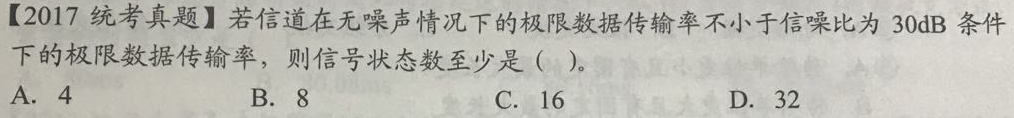 【2017 统考真题】若信道在无噪声情况下的极限数据传输率不小于信噪比为 30dB 条件
下的极限数据传输率，则信号状态数至少是（ ）。
A. 4 B. 8 C. 16 D. 32